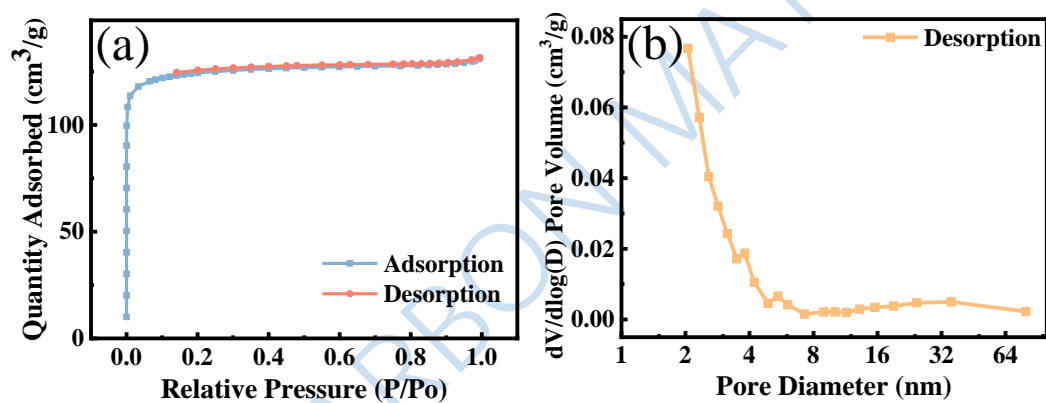 (a)
Quantity Adsorbed (cm³/g)
100
50
0
Adsorption
Desorption
0.0 0.2 0.4 0.6 0.8 1.0
Relative Pressure (P/Po)
(b)
dV/dlog(D) Pore Volume (cm³/g)
0.08
0.06
0.04
0.02
0.00
Desorption
1 2 4 8 16 32 64
Pore Diameter (nm)
RBON MA